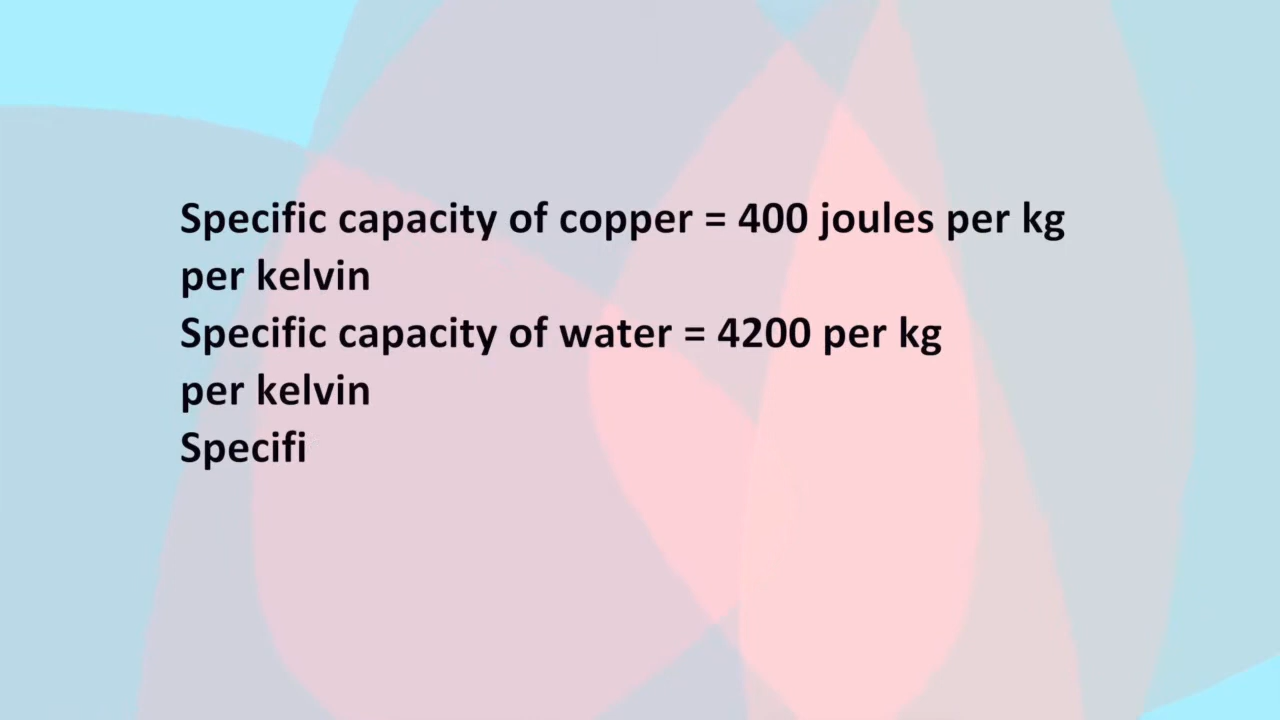 Specific capacity of copper = 400 joules per kg
per kelvin
Specific capacity of water = 4200 per kg
per kelvin
Specifi